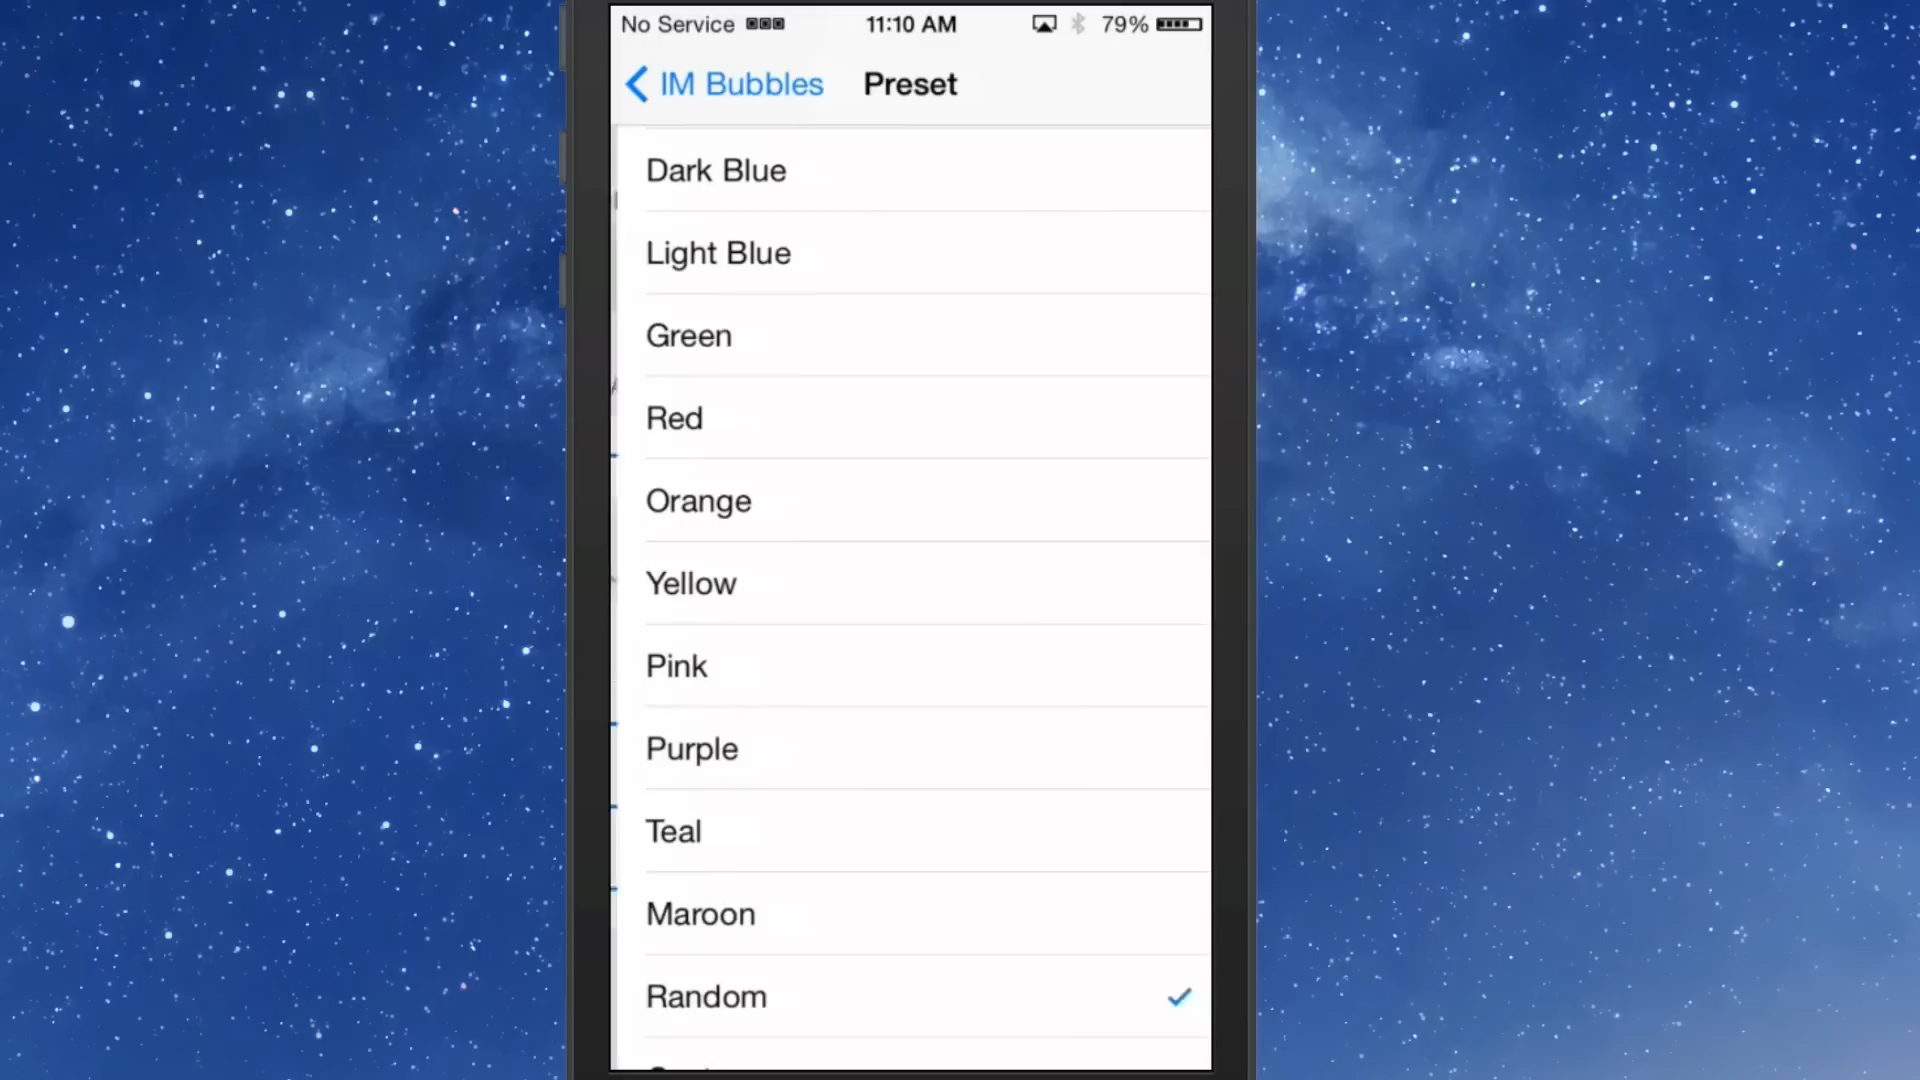 No Service 11:10 AM 79%
IM Bubbles Preset
Dark Blue
Light Blue
Green
Red
Orange
Yellow
Pink
Purple
Teal
Maroon
Random